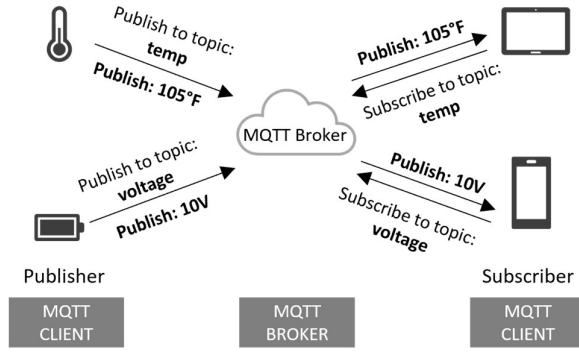 Publish to topic:
temp
Publish: 105°F
Publish: 105°F
Subscribe to topic:
temp
MQTT Broker
Publish to topic:
voltage
Publish: 10V
Publish: 10V
Subscribe to topic:
voltage
Publisher
Subscriber
MQTT
CLIENT
MQTT
BROKER
MQTT
CLIENT